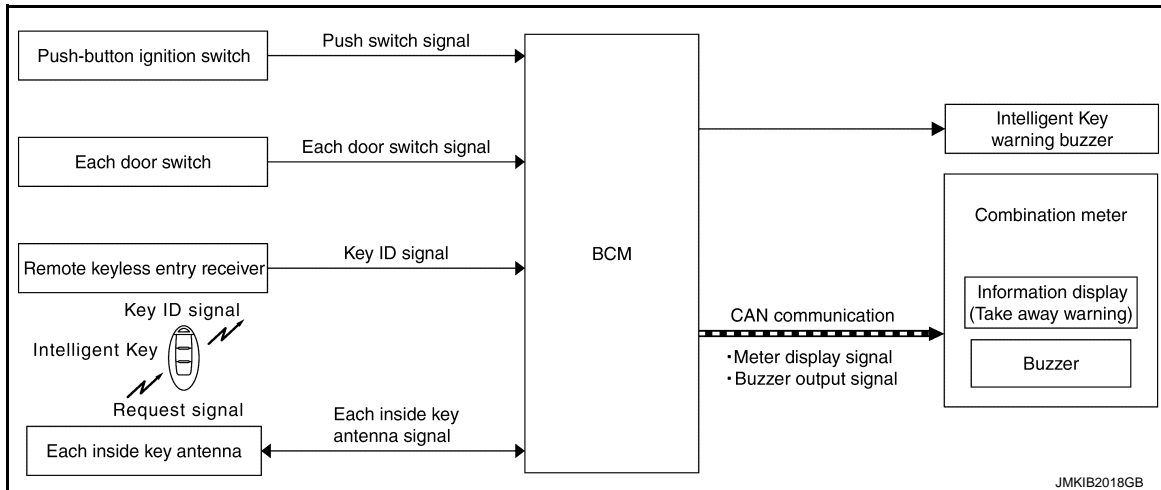 Push-button ignition switch
Push switch signal
Each door switch
Each door switch signal
Remote keyless entry receiver
Key ID signal
Key ID signal
Intelligent Key
Request signal
Each inside key antenna
Each inside key
antenna signal
BCM
Intelligent Key
warning buzzer
Combination meter
Information display
(Take away warning)
Buzzer
CAN communication
·Meter display signal
·Buzzer output signal
JMKIB2018GB